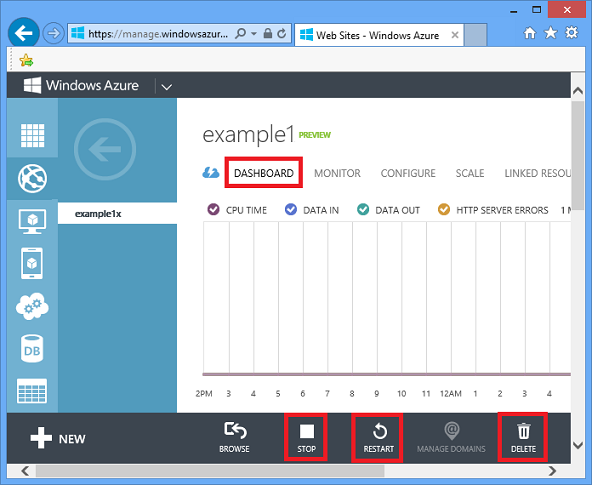 https://manage.windowsazur...
Web Sites - Windows Azure
Windows Azure
example1 PREVIEW
DASHBOARD MONITOR CONFIGURE SCALE LINKED RESOU
example1x
CPU TIME DATA IN DATA OUT HTTP SERVER ERRORS 1 M
DB
2PM 3 4 5 6 7 8 9 10 11 12AM 1 2 3 4
NEW
BROWSE STOP RESTART MANAGE DOMAINS DELETE